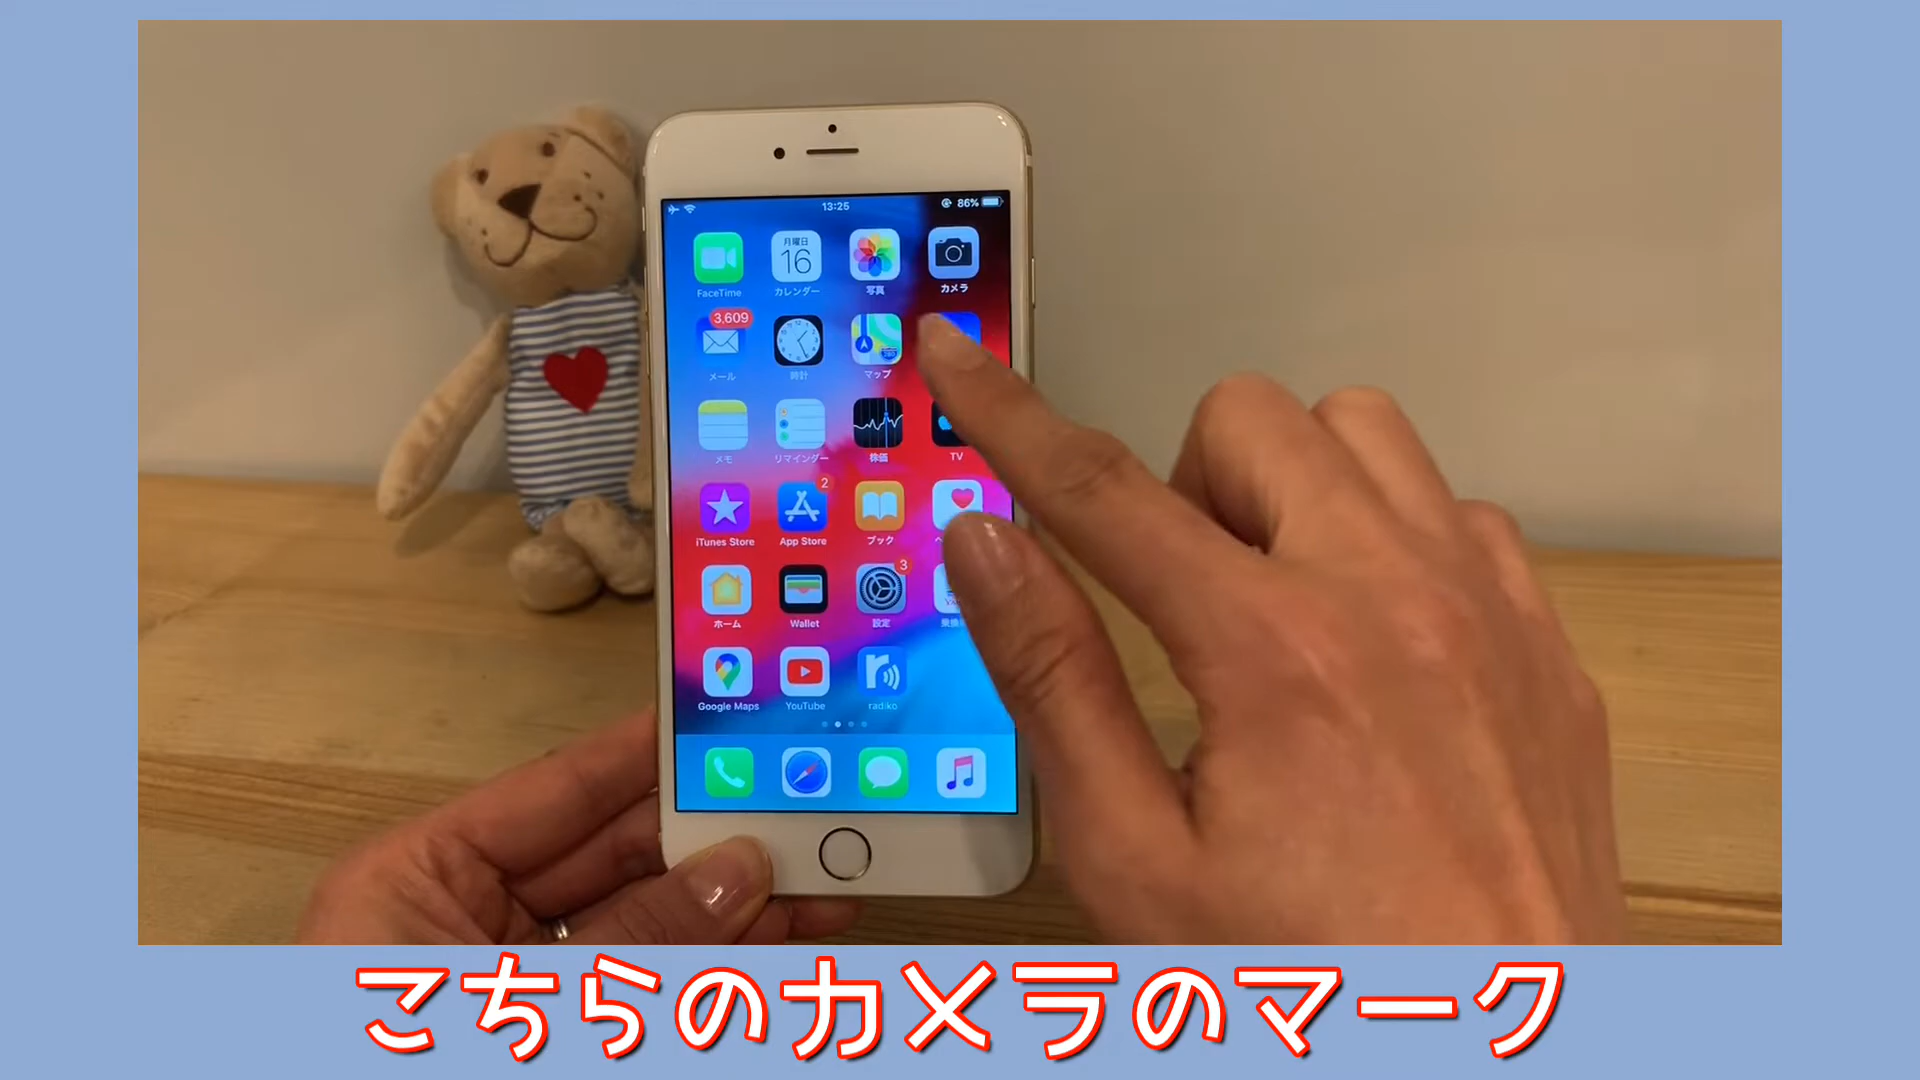 13:25
86%
月曜日
16
FaceTime
カレンダー
写真
カメラ
3,609
280
メール
時計
マップ
メモ
リマインダー
株価
TV
2
iTunes Store
App Store
ブック
3
ホーム
Wallet
設定
Google Maps
YouTube
radiko
こちらのカメラのマーク